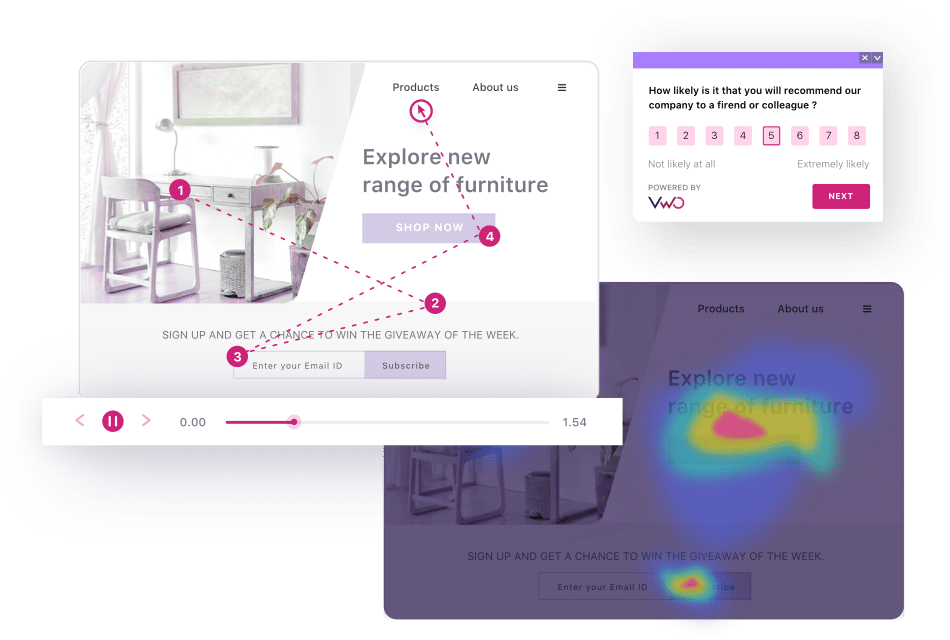 Products
About us
1
Explore new
range of furniture
SHOP NOW
4
2
SIGN UP AND GET A CHANCE TO WIN THE GIVEAWAY OF THE WEEK.
3
Enter your Email ID
Subscribe
0.00
1.54
How likely is it that you will recommend our
company to a firend or colleague ?
1 2 3 4 5 6 7 8
Not likely at all
Extremely likely
POWERED BY
VWO
NEXT
Products
About us
Explore new
range of furniture
SIGN UP AND GET A CHANCE TO WIN THE GIVEAWAY OF THE WEEK.
Enter your Email ID